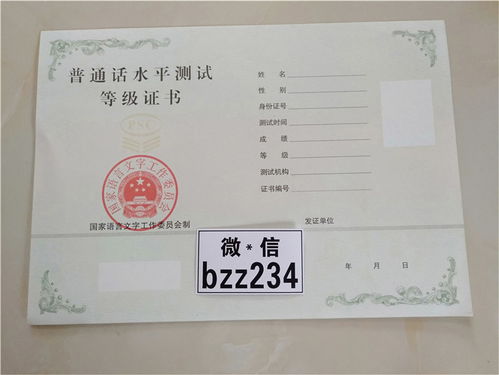 普通话水平测试
等级证书
PSC
国家语言文字工作委员会
国家语言文字工作委员会制
姓 名
性 别
身份证号
测试时间
成 绩
等 级
测试机构
证书编号
发证单位
年 月 日
微*信
bzz234